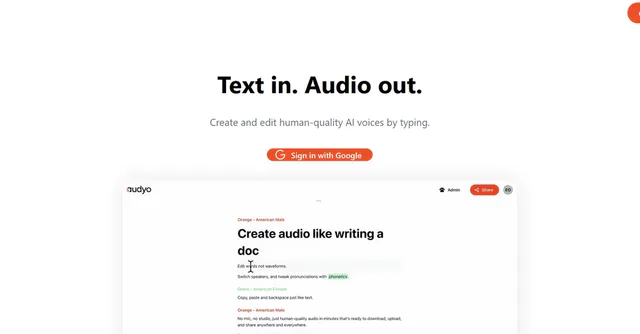 Text in. Audio out.
Create and edit human-quality AI voices by typing.
Sign in with Google
audyo
Admin
Share
EO
Orange – American Male
Create audio like writing a
doc
Edit words not waveforms.
Switch speakers, and tweak pronunciations with phonetics.
Green – American Female
Copy, paste and backspace just like text.
Orange – American Male
No mic, no studio, just human-quality audio in minutes that's ready to download, upload,
and share anywhere and everywhere.